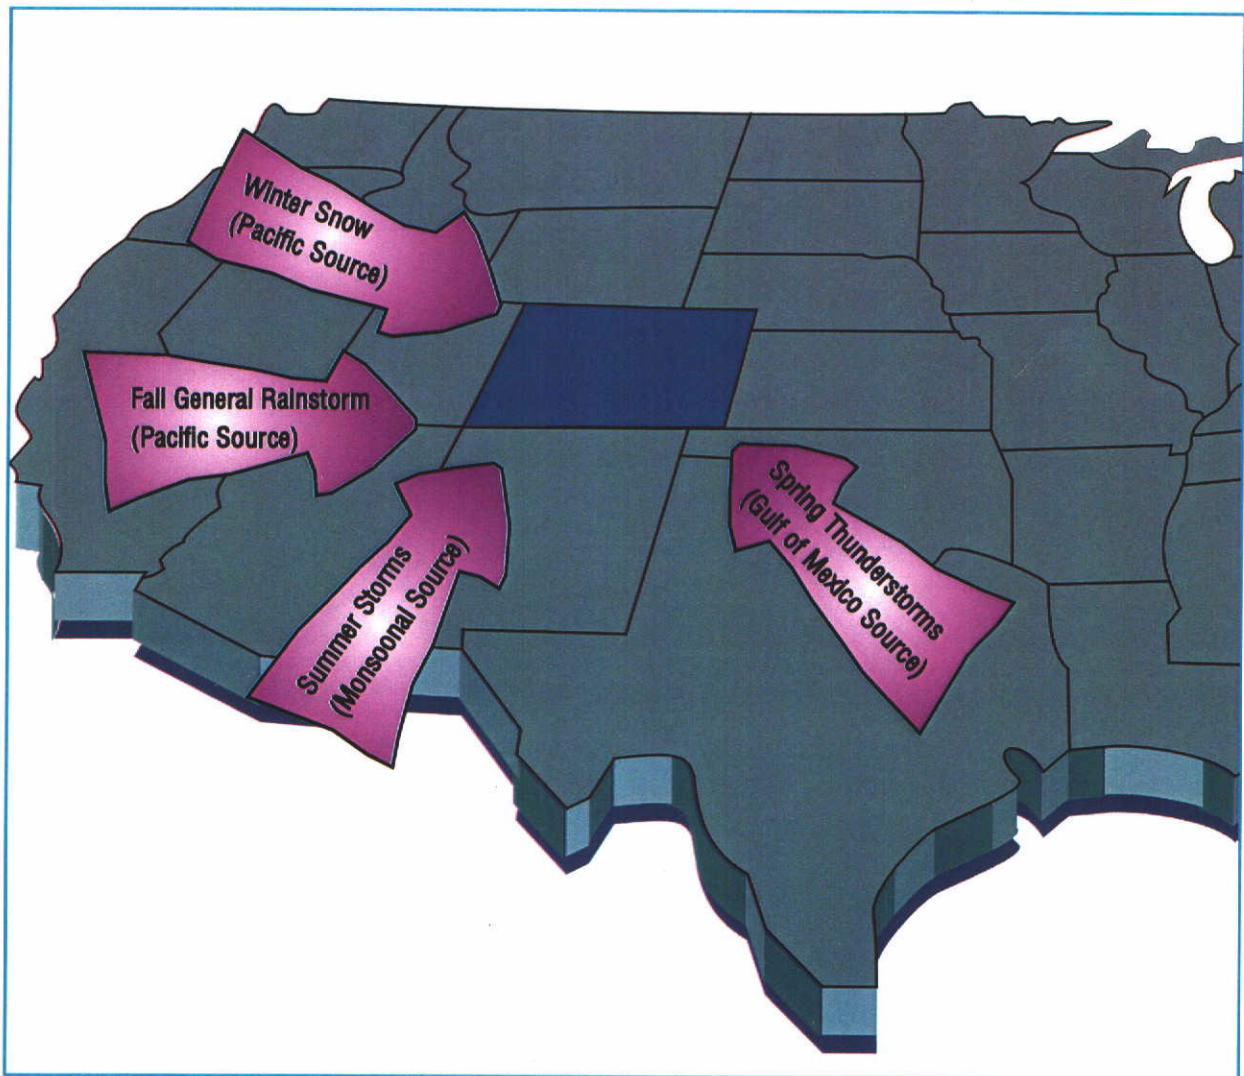 Winter Snow
(Pacific Source)
Fall General Rainstorm
(Pacific Source)
Summer Storms
(Monsoonal Source)
Spring Thunderstorms
(Gulf of Mexico Source)